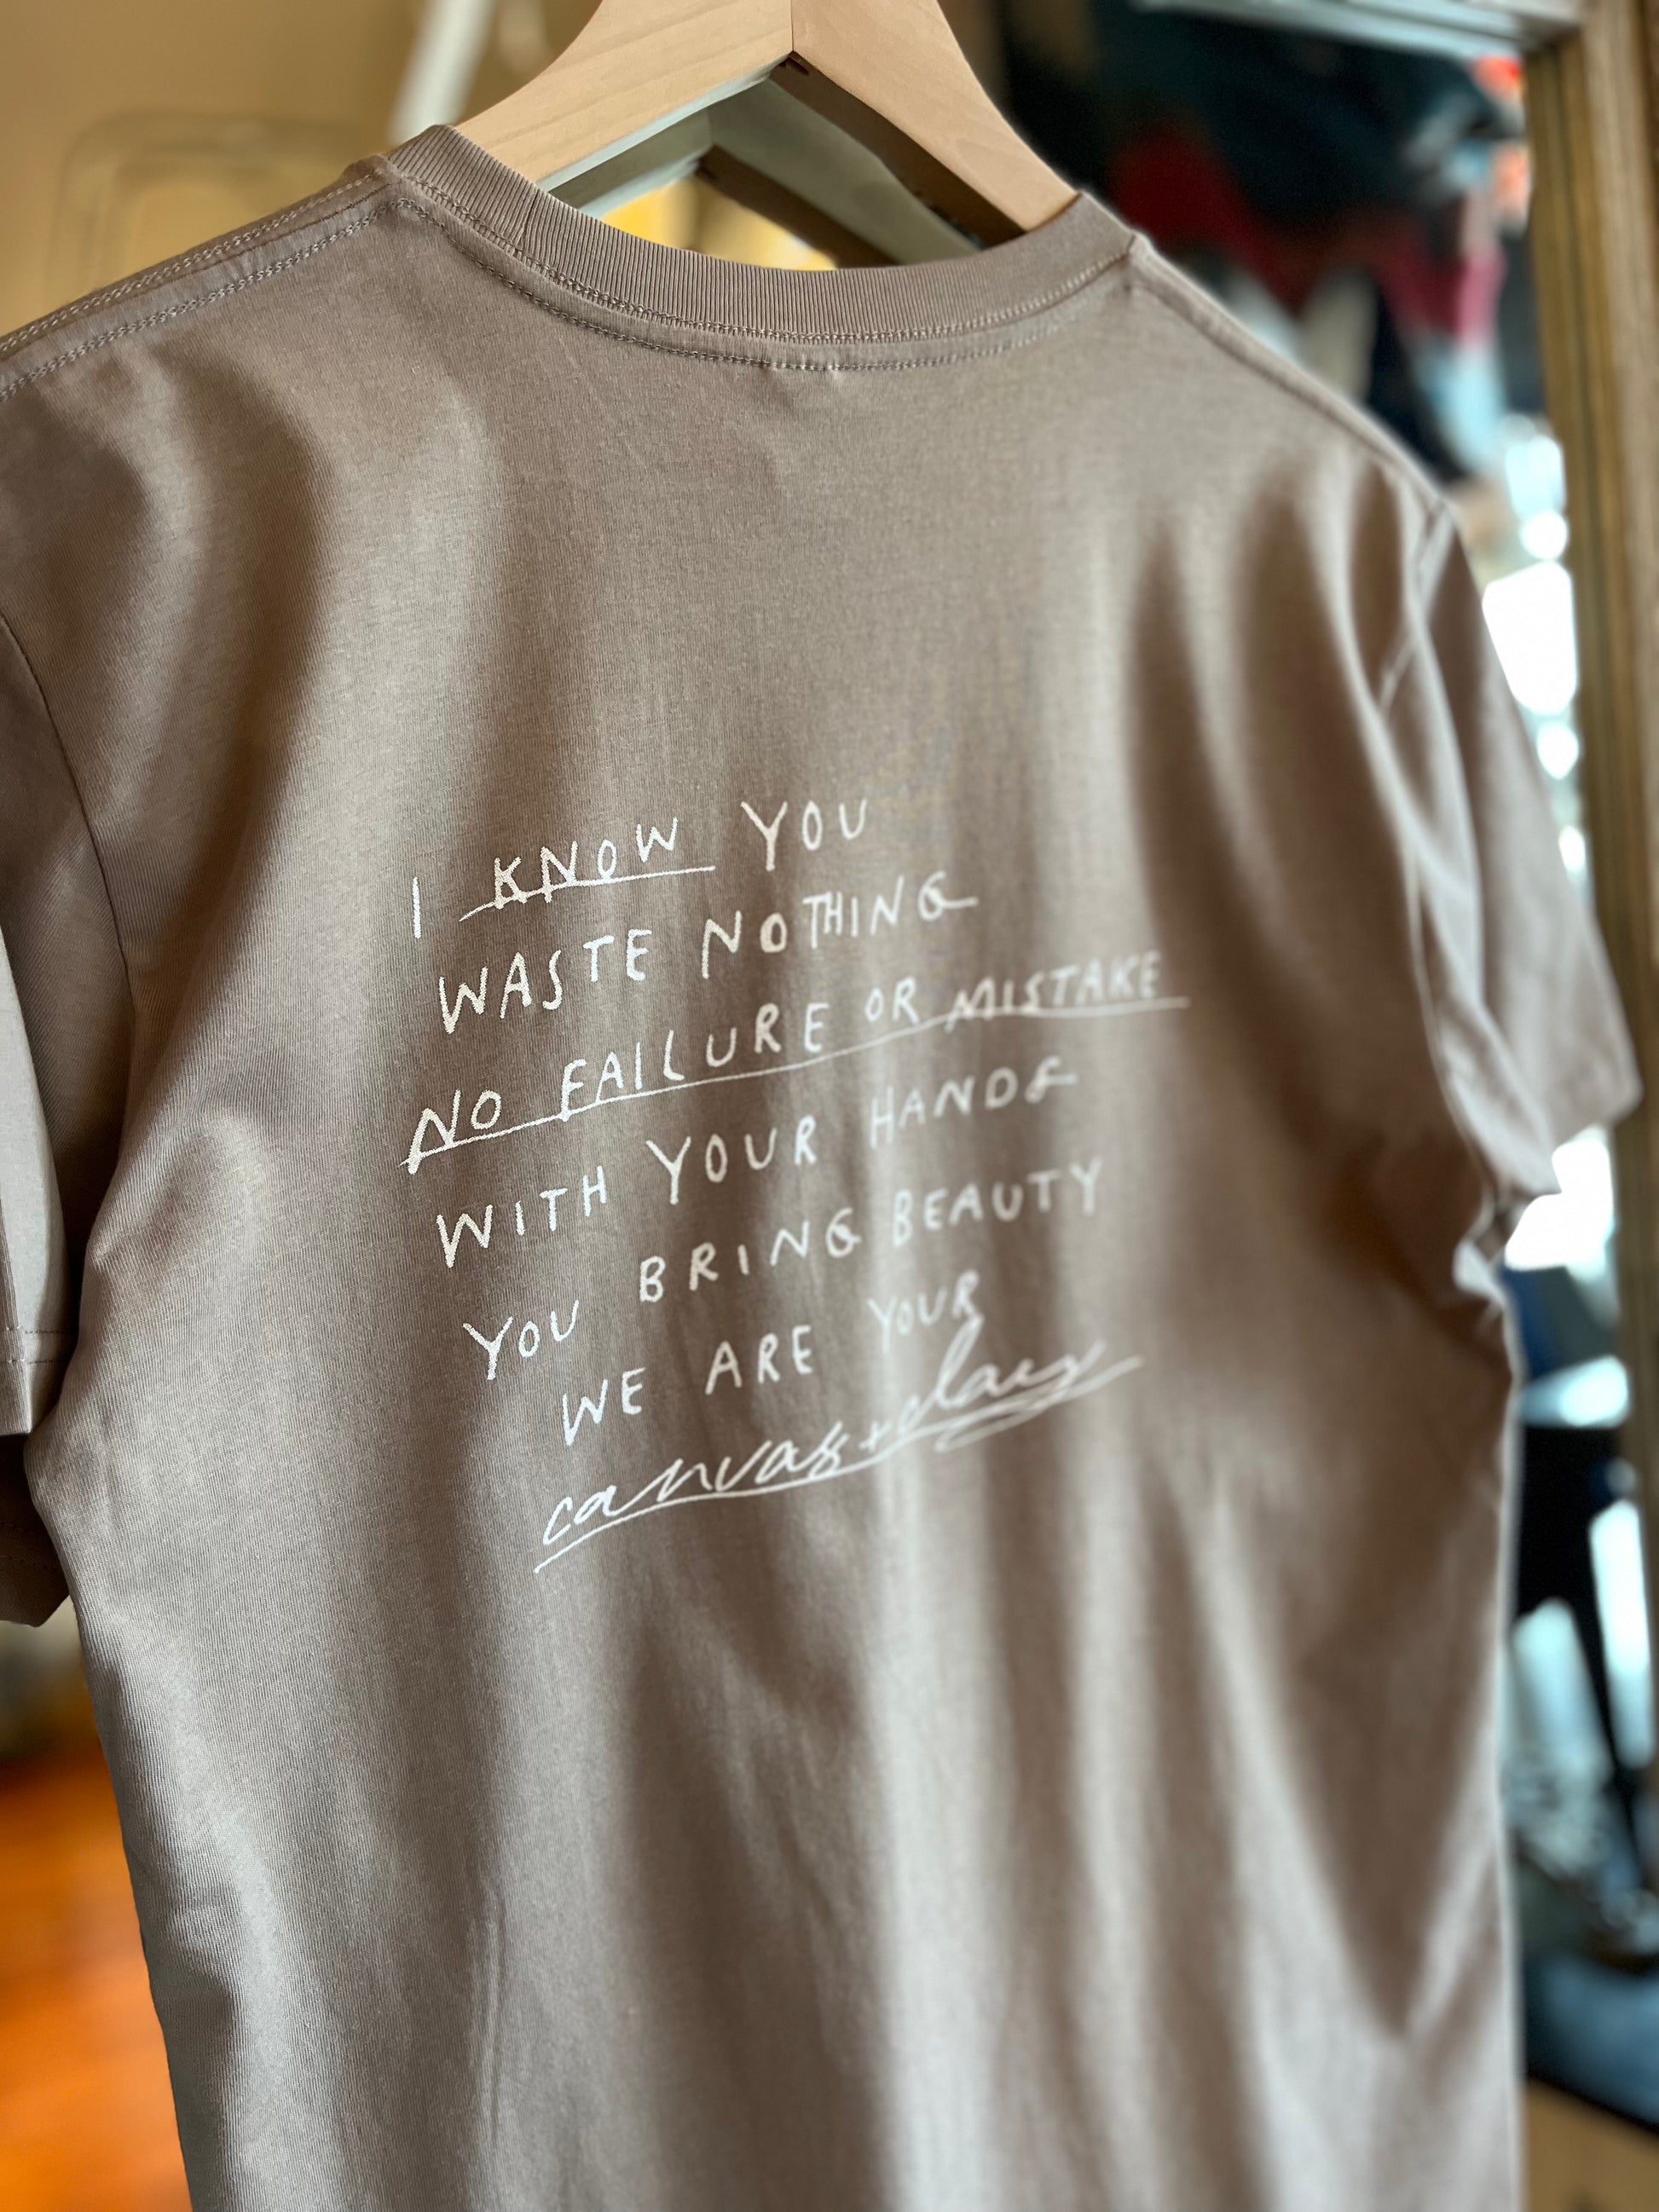 I KNOW YOU
WASTE NOTHING
NO FAILURE OR MISTAKE
WITH YOUR HANDS
YOU BRING BEAUTY
WE ARE YOUR
canvas + clay